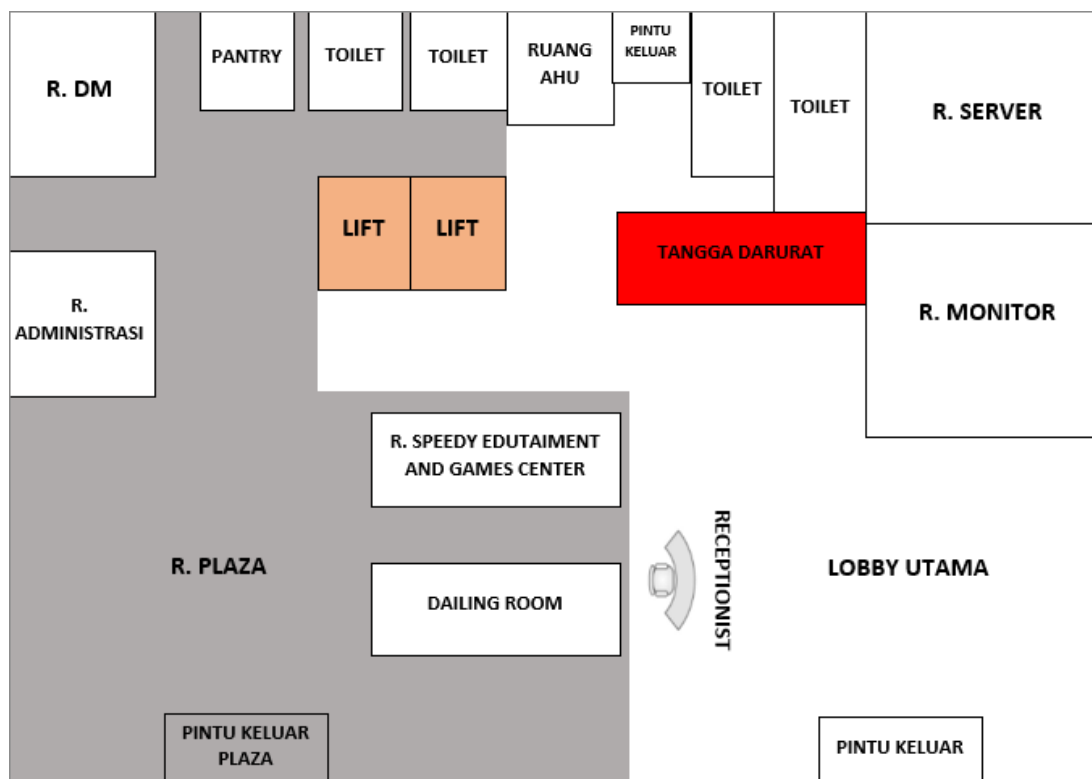 R. DM
PANTRY
TOILET
TOILET
RUANG
AHU
PINTU
KELUAR
TOILET
TOILET
R. SERVER
LIFT
LIFT
TANGGA DARURAT
R.
ADMINISTRASI
R. MONITOR
R. SPEEDY EDUTAIMENT
AND GAMES CENTER
R. PLAZA
DAILING ROOM
RECEPTIONIST
LOBBY UTAMA
PINTU KELUAR
PLAZA
PINTU KELUAR